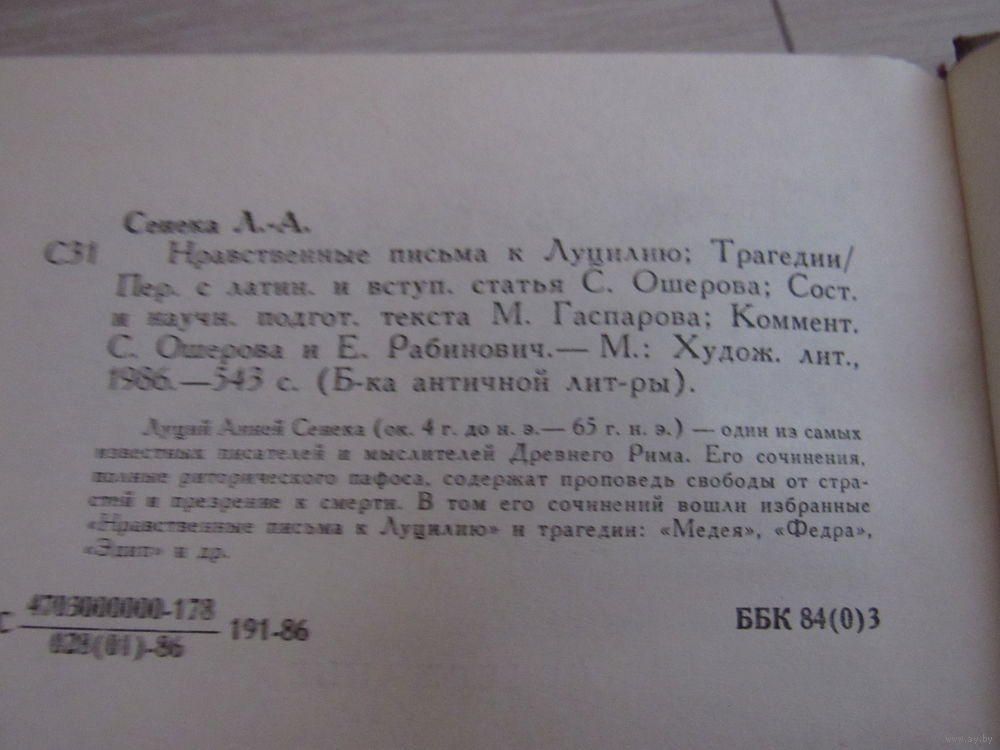 Сенека Л.-А.
С31 Нравственные письма к Луцилию; Трагедии/
Пер. с латин. и вступ. статья С. Ошерова; Сост.
и научн. подгот. текста М. Гаспарова; Коммент.
С. Ошерова и Е. Рабинович.— М.: Худож. лит.,
1986.—543 с. (Б-ка античной лит-ры).
Луций Анней Сенека (ок. 4 г. до н. э.— 65 г. н. э.) — один из самых
известных писателей и мыслителей Древнего Рима. Его сочинения,
полные риторического пафоса, содержат проповедь свободы от стра-
стей и презрение к смерти. В том его сочинений вошли избранные
«Нравственные письма к Луцилию» и трагедии: «Медея», «Федра»,
«Эдип» и др.
С 4703000000-178
028(01)-86
191-86
ББК 84(0)3
www.ay.by